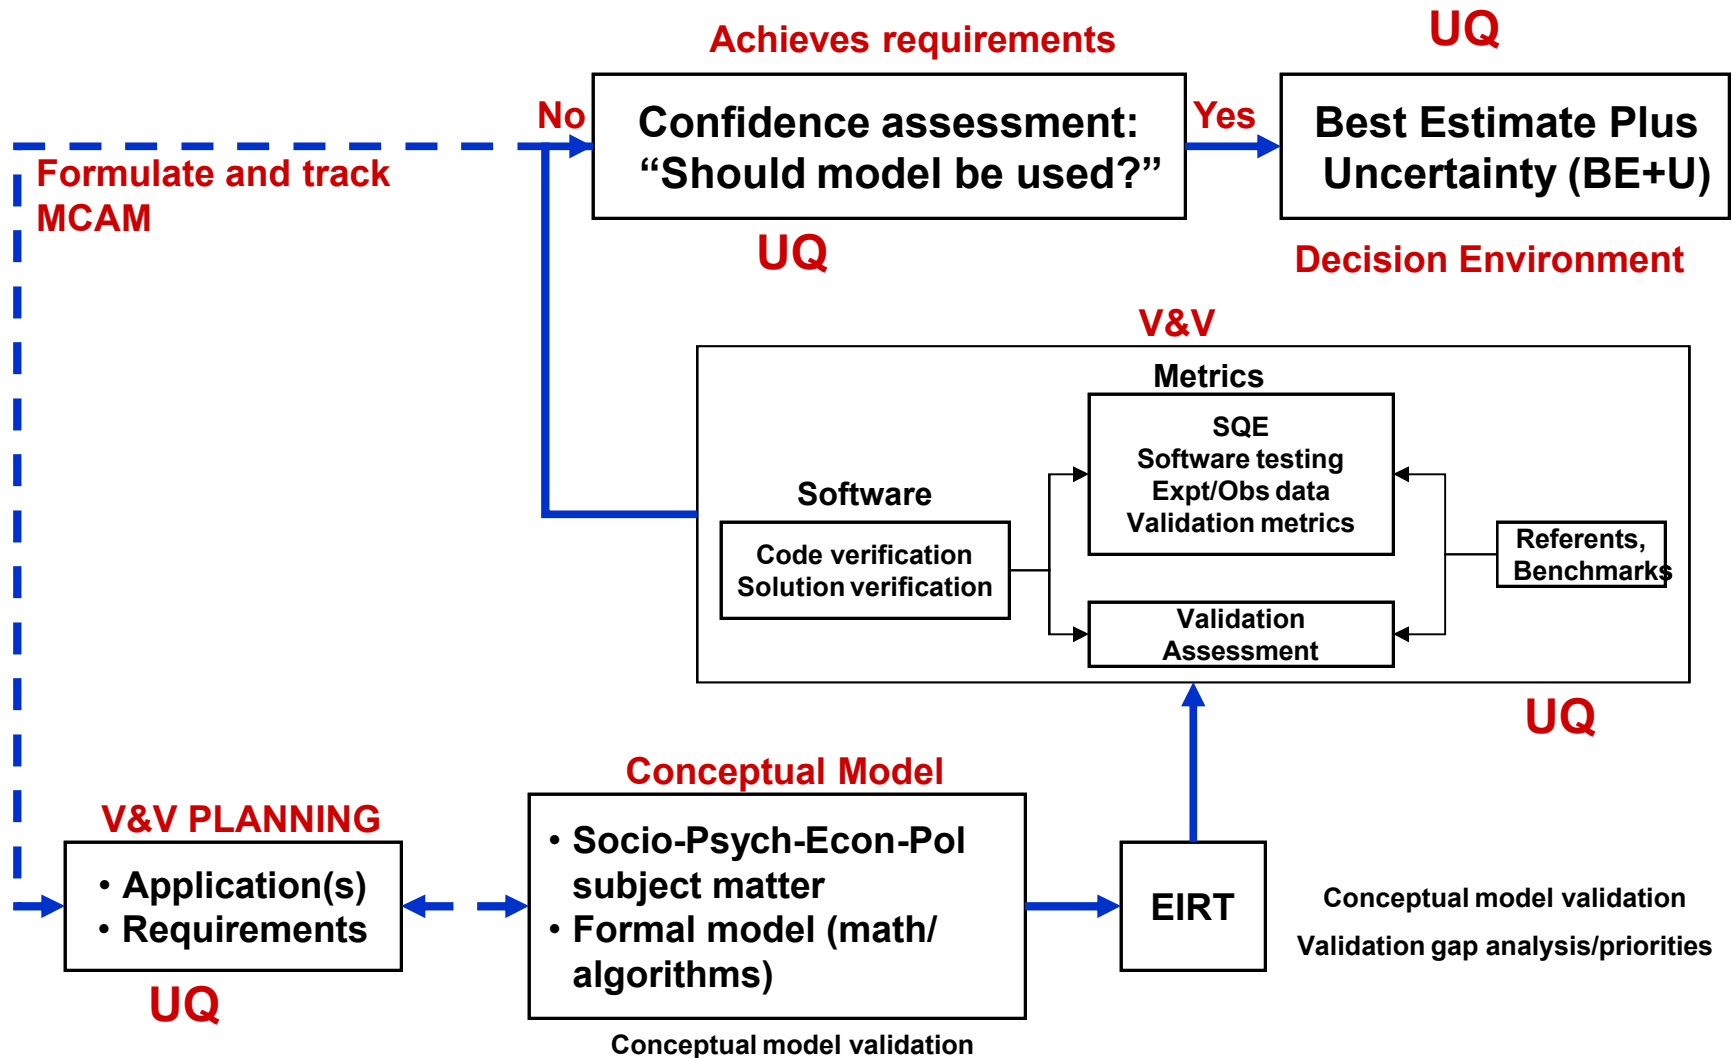 UQ
Achieves requirements
No
Confidence assessment:
“Should model be used?”
Yes
Best Estimate Plus
Uncertainty (BE+U)
Formulate and track
MCAM
UQ
Decision Environment
V&V
Metrics
SQE
Software testing
Expt/Obs data
Validation metrics
Software
Code verification
Solution verification
Referents,
Benchmarks
Validation
Assessment
UQ
Conceptual Model
V&V PLANNING
• Application(s)
• Requirements
• Socio-Psych-Econ-Pol
subject matter
• Formal model (math/
algorithms)
EIRT
Conceptual model validation
Validation gap analysis/priorities
UQ
Conceptual model validation